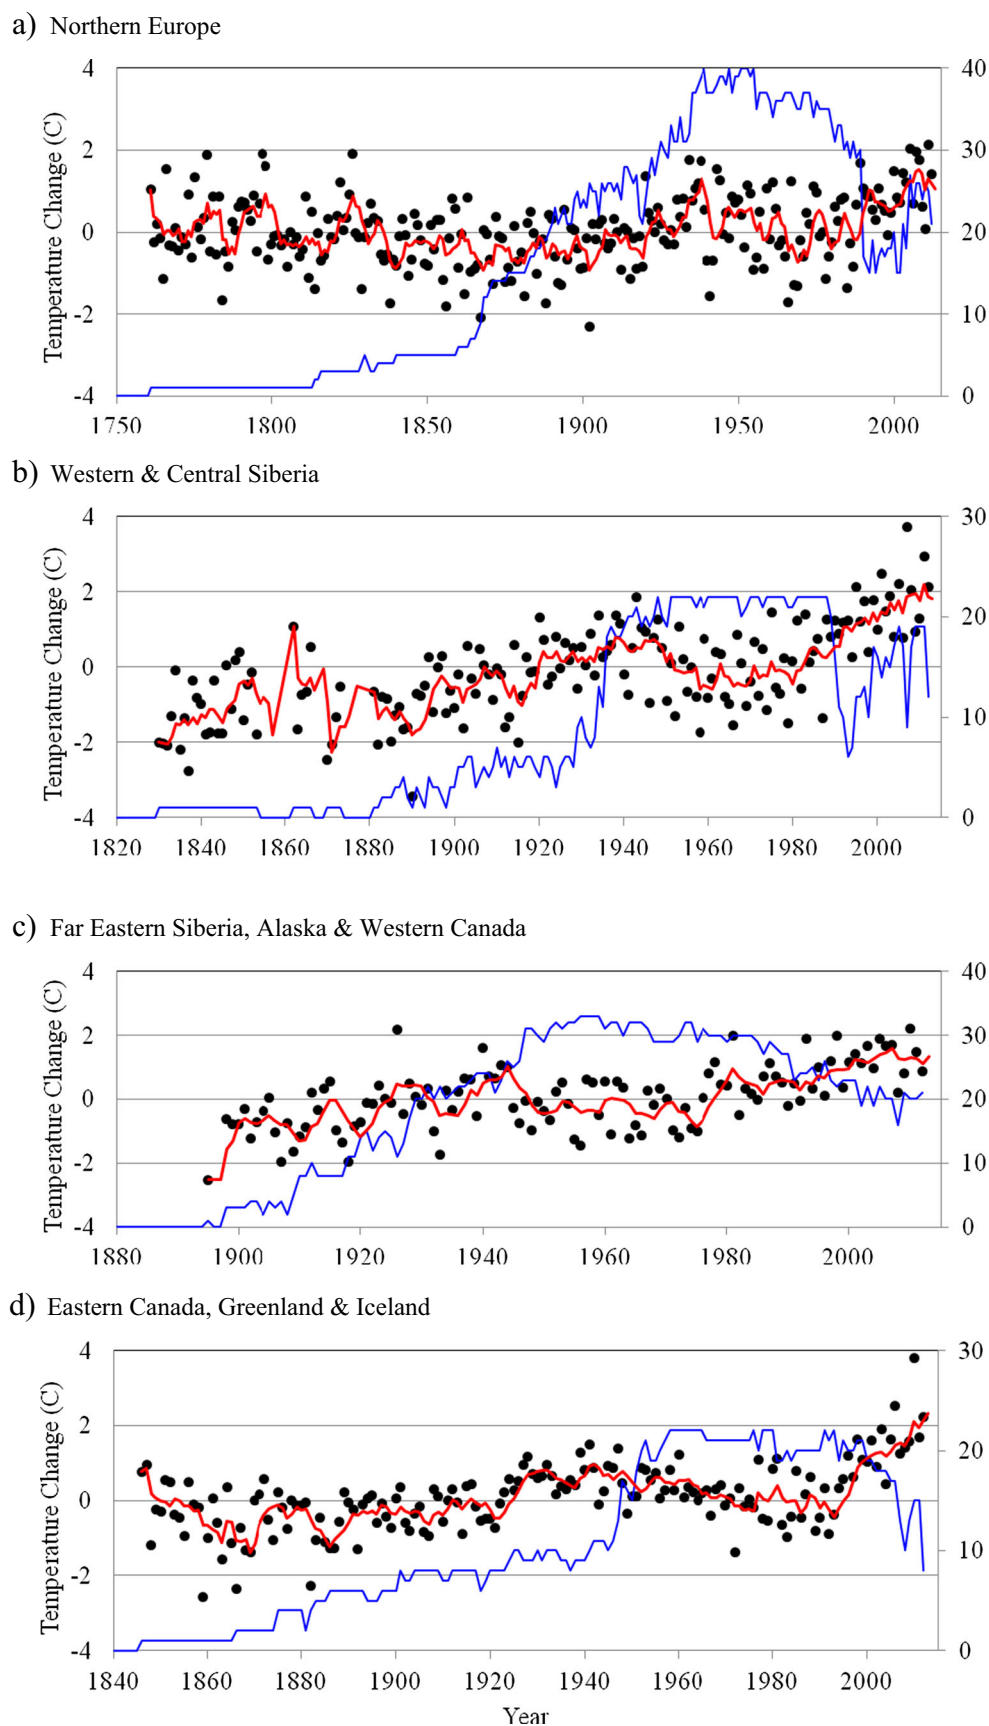 a) Northern Europe
4
2
0
-2
-4
Temperature Change (C)
40
30
20
10
0
1750 1800 1850 1900 1950 2000
b) Western & Central Siberia
4
2
0
-2
-4
Temperature Change (C)
30
20
10
0
1820 1840 1860 1880 1900 1920 1940 1960 1980 2000
c) Far Eastern Siberia, Alaska & Western Canada
4
2
0
-2
-4
Temperature Change (C)
40
30
20
10
0
1880 1900 1920 1940 1960 1980 2000
d) Eastern Canada, Greenland & Iceland
4
2
0
-2
-4
Temperature Change (C)
30
20
10
0
1840 1860 1880 1900 1920 1940 1960 1980 2000
Year